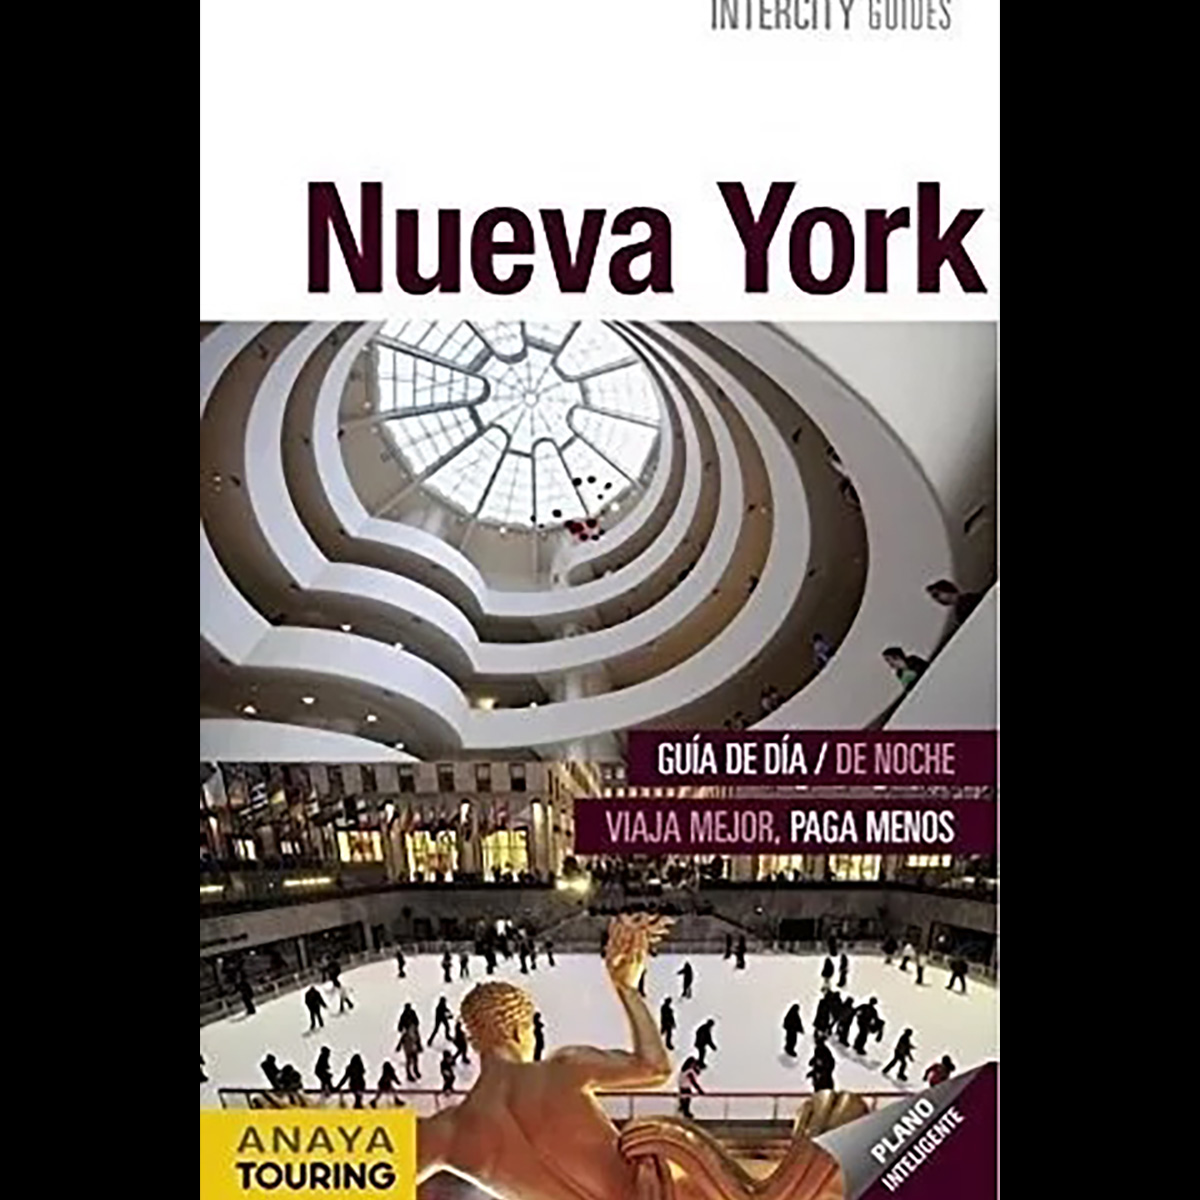 INTERCITY GUIDES
Nueva York
GUÍA DE DÍA / DE NOCHE
VIAJA MEJOR, PAGA MENOS
ANAYA
TOURING
PLANO
INTELIGENTE